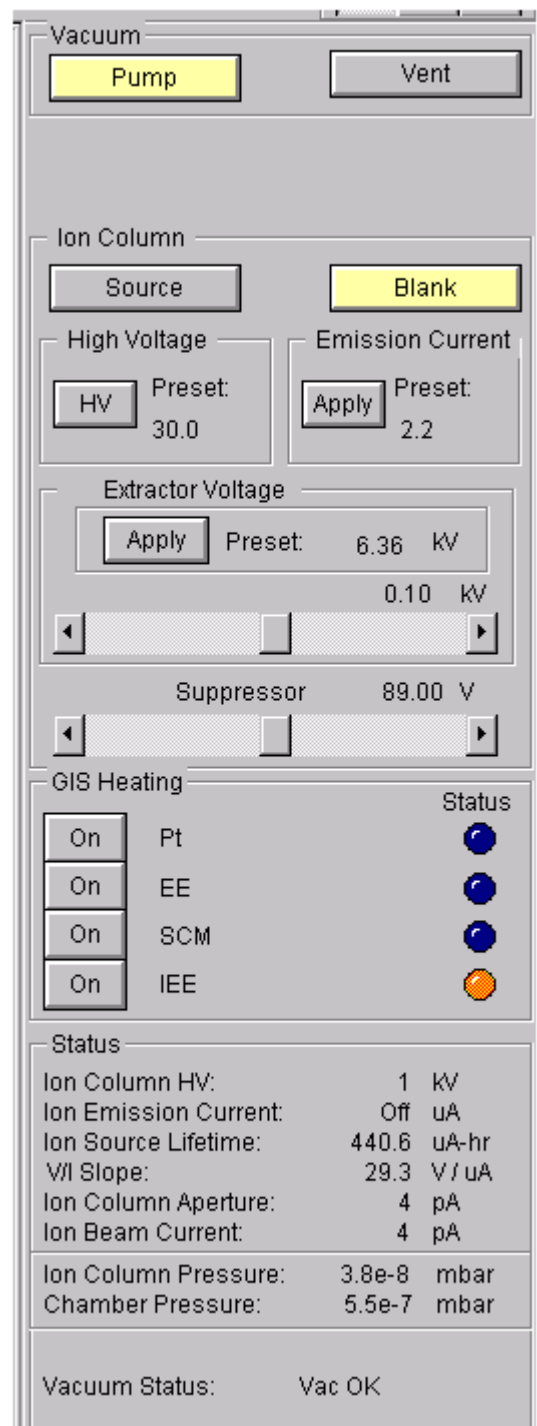 Vacuum
Pump Vent
Ion Column
Source Blank
High Voltage Emission Current
HV Preset: Apply Preset:
30.0 2.2
Extractor Voltage
Apply Preset: 6.36 kV
0.10 kV
Suppressor 89.00 V
GIS Heating
Status
On Pt
On EE
On SCM
On IEE
Status
Ion Column HV: 1 kV
Ion Emission Current: Off uA
Ion Source Lifetime: 440.6 uA-hr
V/I Slope: 29.3 V / uA
Ion Column Aperture: 4 pA
Ion Beam Current: 4 pA
Ion Column Pressure: 3.8e-8 mbar
Chamber Pressure: 5.5e-7 mbar
Vacuum Status: Vac OK